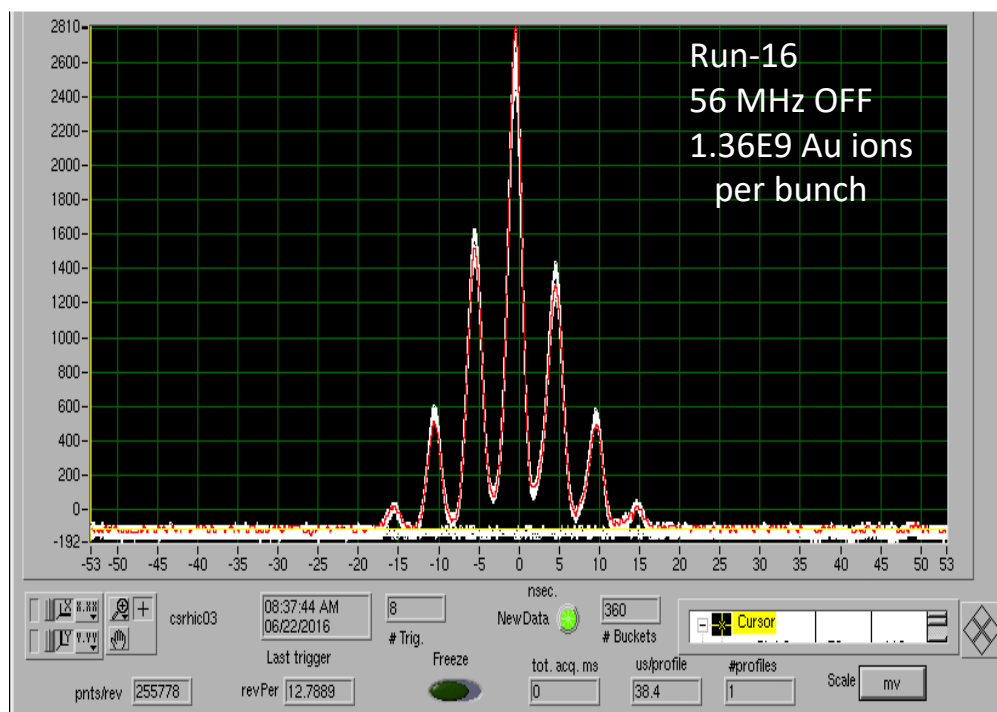 2810-
2600-
2400-
2200-
2000-
1800-
1600-
1400-
1200-
1000-
800-
600-
400-
200-
0-
-192-
Run-16
56 MHz OFF
1.36E9 Au ions
per bunch
-53 -50 -45 -40 -35 -30 -25 -20 -15 -10 -5 0 5 10 15 20 25 30 35 40 45 50 53
nsec.
X X.XX
Y Y.YY
csrhic03
08:37:44 AM
06/22/2016
Last trigger
8
# Trig.
NewData
360
# Buckets
Cursor
Freeze
pnts/rev 255778
revPer 12.7889
tot. acq. ms
0
us/profile
38.4
#profiles
1
Scale mv